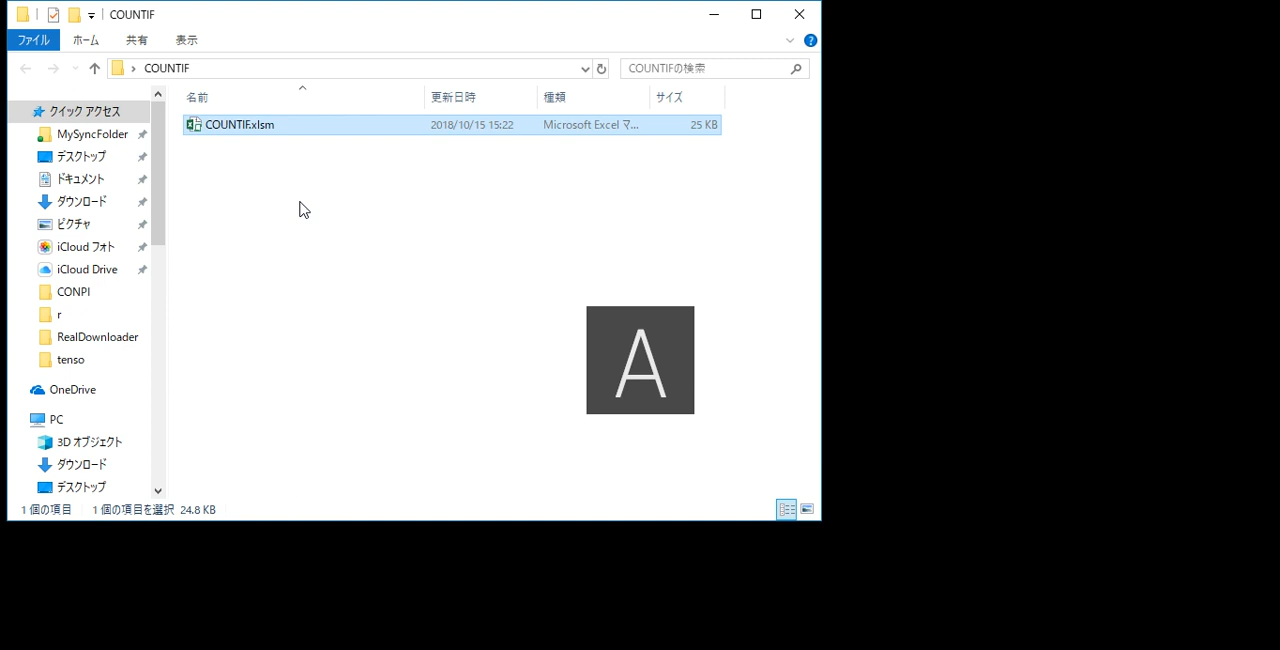 COUNTIF
ファイル ホーム 共有 表示
COUNTIF COUNTIFの検索
名前 更新日時 種類 サイズ
COUNTIF.xlsm 2018/10/15 15:22 Microsoft Excel マ... 25 KB
クイック アクセス
MySyncFolder
デスクトップ
ドキュメント
ダウンロード
ピクチャ
iCloud フォト
iCloud Drive
CONPI
r
RealDownloader
tenso
OneDrive
PC
3D オブジェクト
ダウンロード
デスクトップ
A
1 個の項目 1 個の項目を選択 24.8 KB